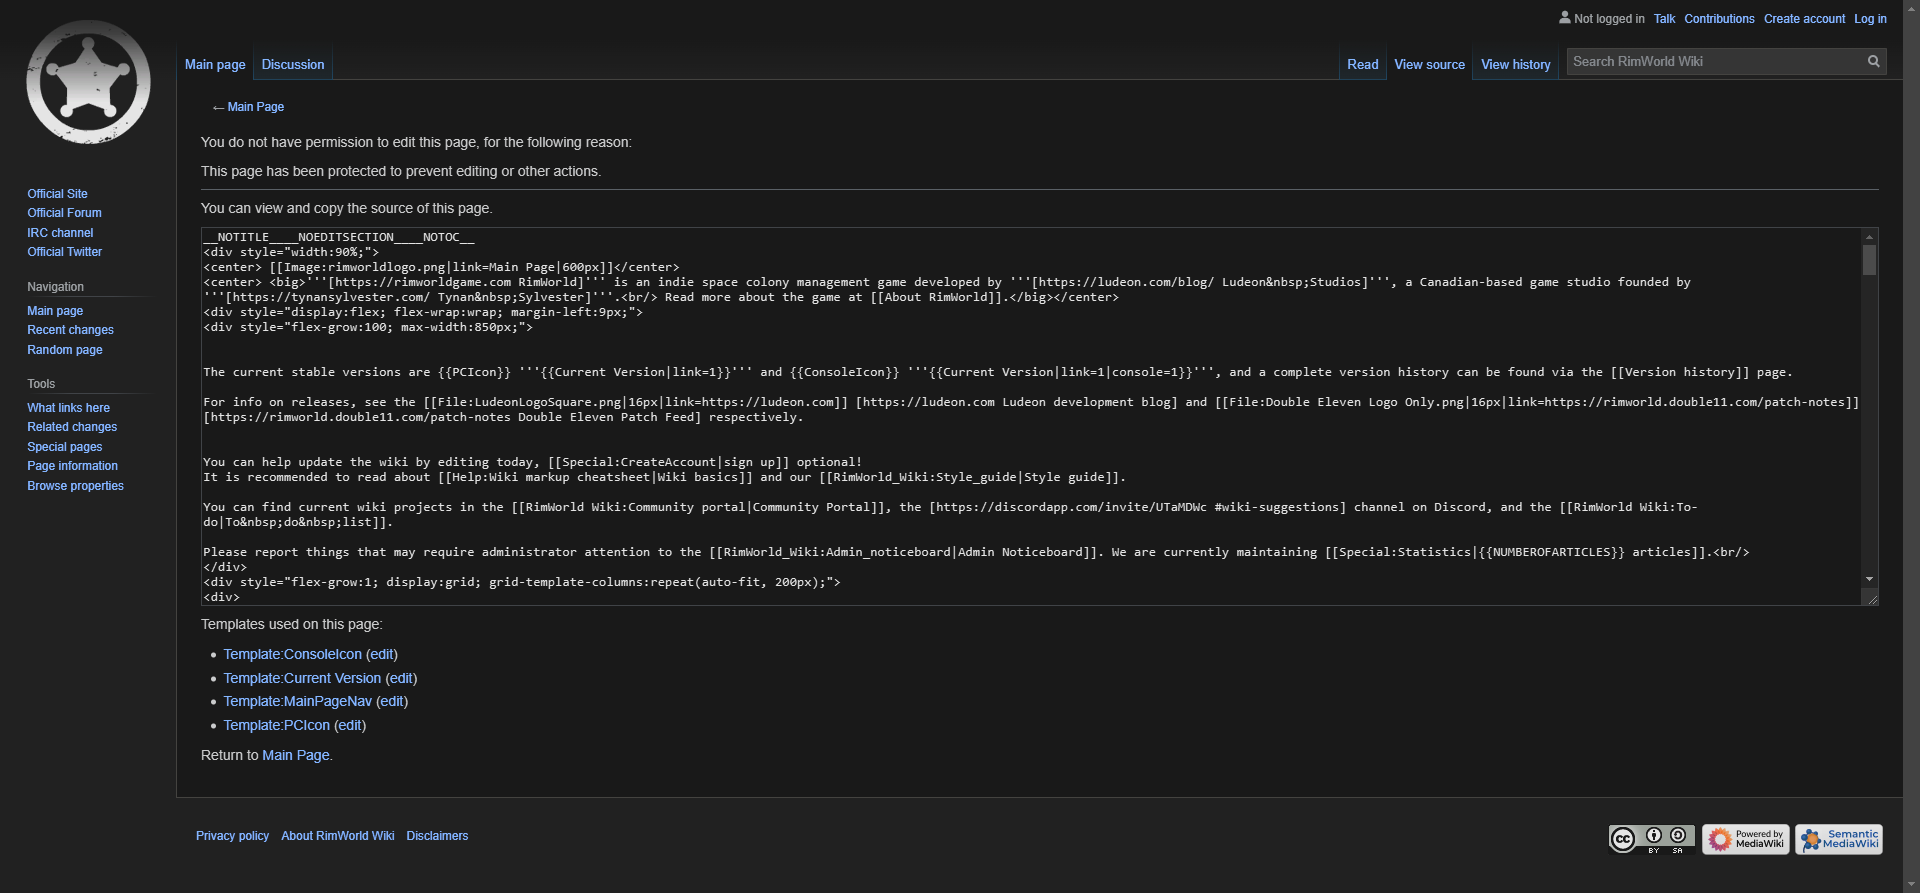 Not logged in Talk Contributions Create account Log in
Main page Discussion Read View source View history Search RimWorld Wiki
← Main Page
You do not have permission to edit this page, for the following reason:
This page has been protected to prevent editing or other actions.
You can view and copy the source of this page.
__NOTITLE____NOEDITSECTION____NOTOC__
<div style="width:90%;">
<center> [[Image:rimworldlogo.png|link=Main Page|600px]]</center>
<center> <big>'''[https://rimworldgame.com RimWorld]''' is an indie space colony management game developed by '''[https://ludeon.com/blog/ Ludeon&nbsp;Studios]''', a Canadian-based game studio founded by
'''[https://tynansylvester.com/ Tynan&nbsp;Sylvester]'''.<br/> Read more about the game at [[About RimWorld]].</big></center>
<div style="display:flex; flex-wrap:wrap; margin-left:9px;">
<div style="flex-grow:100; max-width:850px;">
The current stable versions are {{PCIcon}} '''{{Current Version|link=1}}''' and {{ConsoleIcon}} '''{{Current Version|link=1|console=1}}''', and a complete version history can be found via the [[Version history]] page.
For info on releases, see the [[File:LudeonLogoSquare.png|16px|link=https://ludeon.com]] [https://ludeon.com Ludeon development blog] and [[File:Double Eleven Logo Only.png|16px|link=https://rimworld.double11.com/patch-notes]]
[https://rimworld.double11.com/patch-notes Double Eleven Patch Feed] respectively.
You can help update the wiki by editing today, [[Special:CreateAccount|sign up]] optional!
It is recommended to read about [[Help:Wiki markup cheatsheet|Wiki basics]] and our [[RimWorld_Wiki:Style_guide|Style guide]].
You can find current wiki projects in the [[RimWorld Wiki:Community portal|Community Portal]], the [https://discordapp.com/invite/UTaMDWc #wiki-suggestions] channel on Discord, and the [[RimWorld Wiki:To-
do|To&nbsp;do&nbsp;list]].
Please report things that may require administrator attention to the [[RimWorld_Wiki:Admin_noticeboard|Admin Noticeboard]]. We are currently maintaining [[Special:Statistics|{{NUMBEROFARTICLES}} articles]].<br/>
</div>
<div style="flex-grow:1; display:grid; grid-template-columns:repeat(auto-fit, 200px);">
<div>
Templates used on this page:
Template:ConsoleIcon (edit)
Template:Current Version (edit)
Template:MainPageNav (edit)
Template:PCIcon (edit)
Return to Main Page.
Official Site
Official Forum
IRC channel
Official Twitter
Navigation
Main page
Recent changes
Random page
Tools
What links here
Related changes
Special pages
Page information
Browse properties
Privacy policy About RimWorld Wiki Disclaimers
cc BY SA
Powered by
MediaWiki
Semantic
MediaWiki